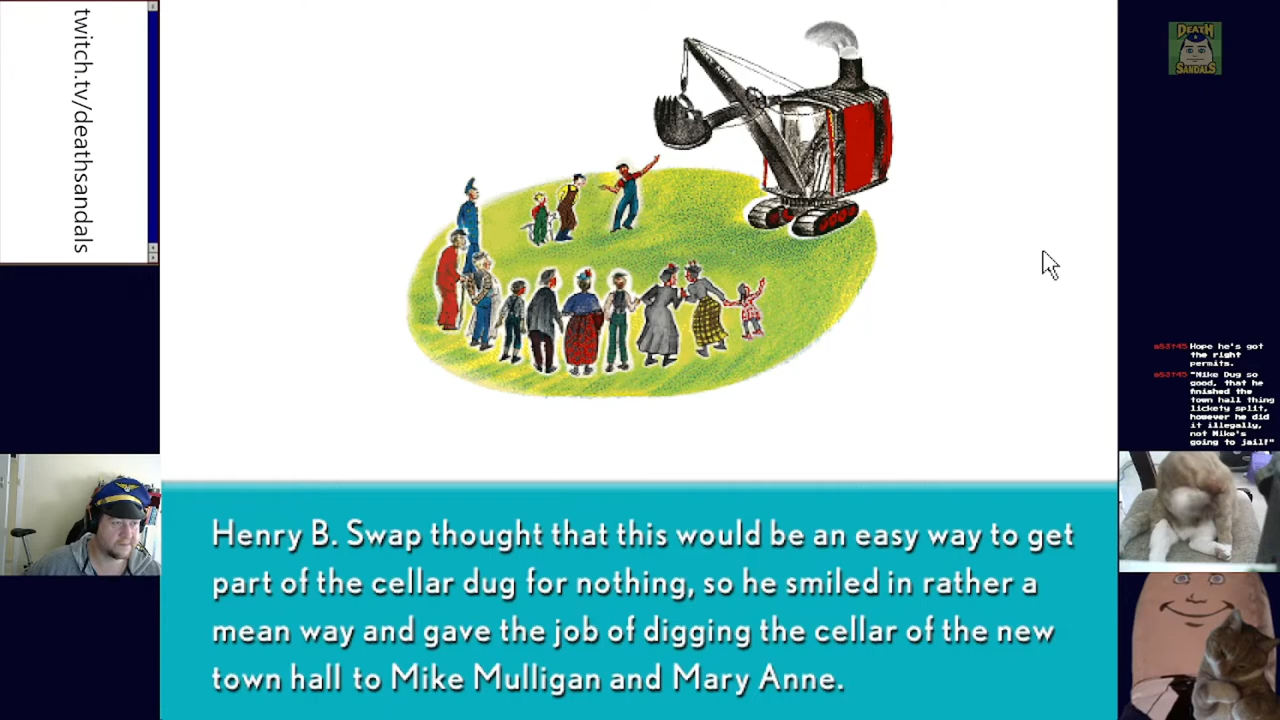 twitch.tv/deathsandals
DEATH
SANDALS
m53t45 Hope he's got
the right
permits.
m53t45 "Mike Dug so
good, that he
finished the
town hall thing
lickety split,
however he did
it illegally,
not Mike's
going to jail!"
Henry B. Swap thought that this would be an easy way to get
part of the cellar dug for nothing, so he smiled in rather a
mean way and gave the job of digging the cellar of the new
town hall to Mike Mulligan and Mary Anne.